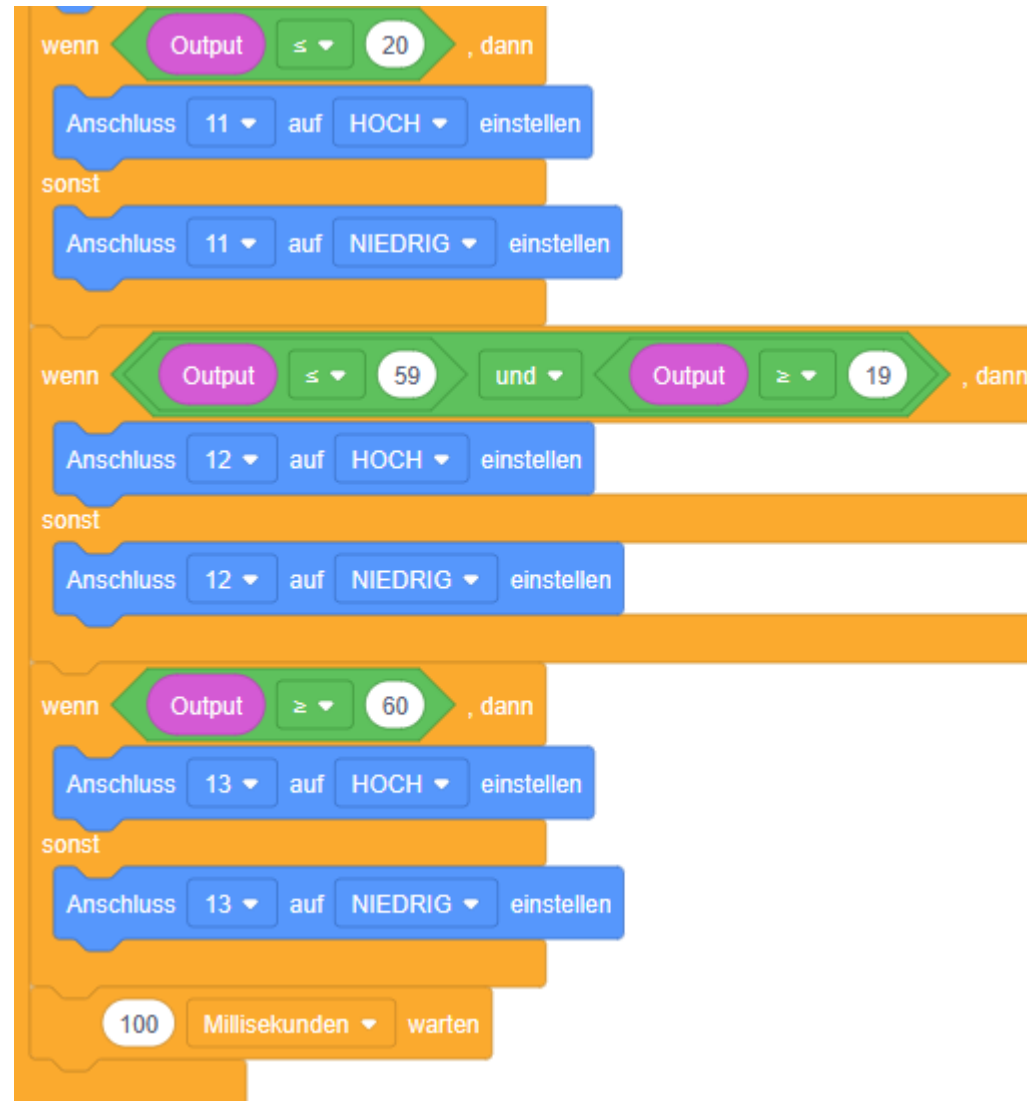 wenn Output ≤ 20 , dann
Anschluss 11 auf HOCH einstellen
sonst
Anschluss 11 auf NIEDRIG einstellen
wenn Output ≤ 59 und Output ≥ 19 , dann
Anschluss 12 auf HOCH einstellen
sonst
Anschluss 12 auf NIEDRIG einstellen
wenn Output ≥ 60 , dann
Anschluss 13 auf HOCH einstellen
sonst
Anschluss 13 auf NIEDRIG einstellen
100 Millisekunden warten